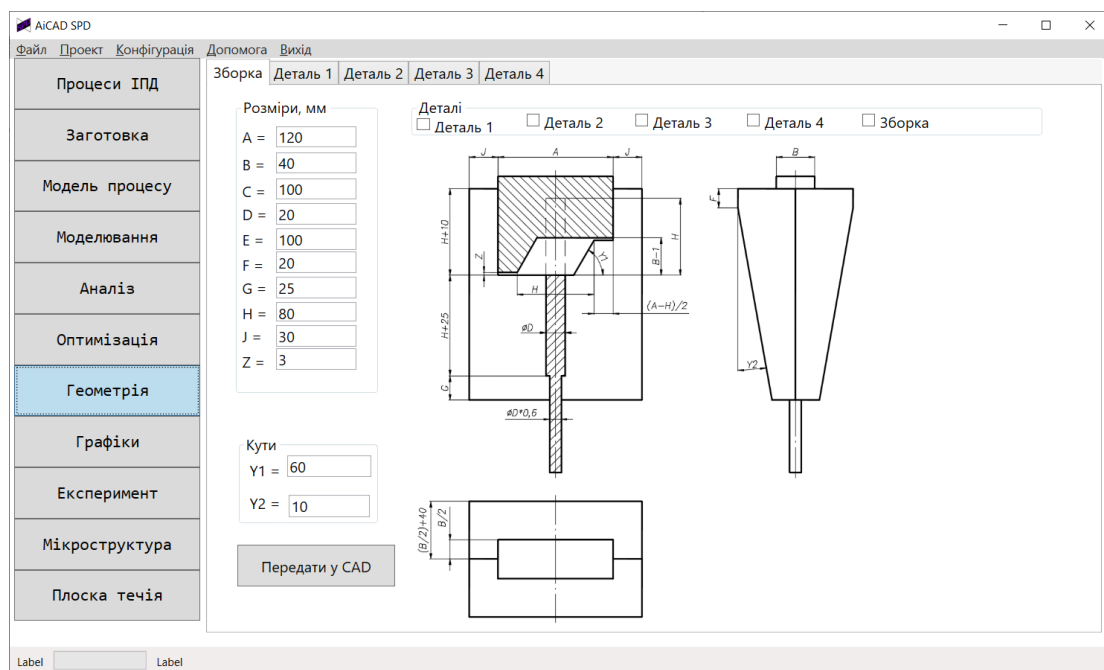 AiCAD SPD
Файл Проект Конфігурація Допомога Вихід
Процеси ІПД
Заготовка
Модель процесу
Моделювання
Аналіз
Оптимізація
Геометрія
Графіки
Експеримент
Мікроструктура
Плоска течія
Зборка Деталь 1 Деталь 2 Деталь 3 Деталь 4
Розміри, мм
A = 120
B = 40
C = 100
D = 20
E = 100
F = 20
G = 25
H = 80
J = 30
Z = 3
Кути
Y1 = 60
Y2 = 10
Передати у CAD
Деталі
Деталь 1 Деталь 2 Деталь 3 Деталь 4 Зборка
J A J
H+10
Z
H
Y1
B-1
H
(A-H)/2
H+25
øD
G
øD*0,6
B
F
Y2
(B/2)+40
B/2
Label Label